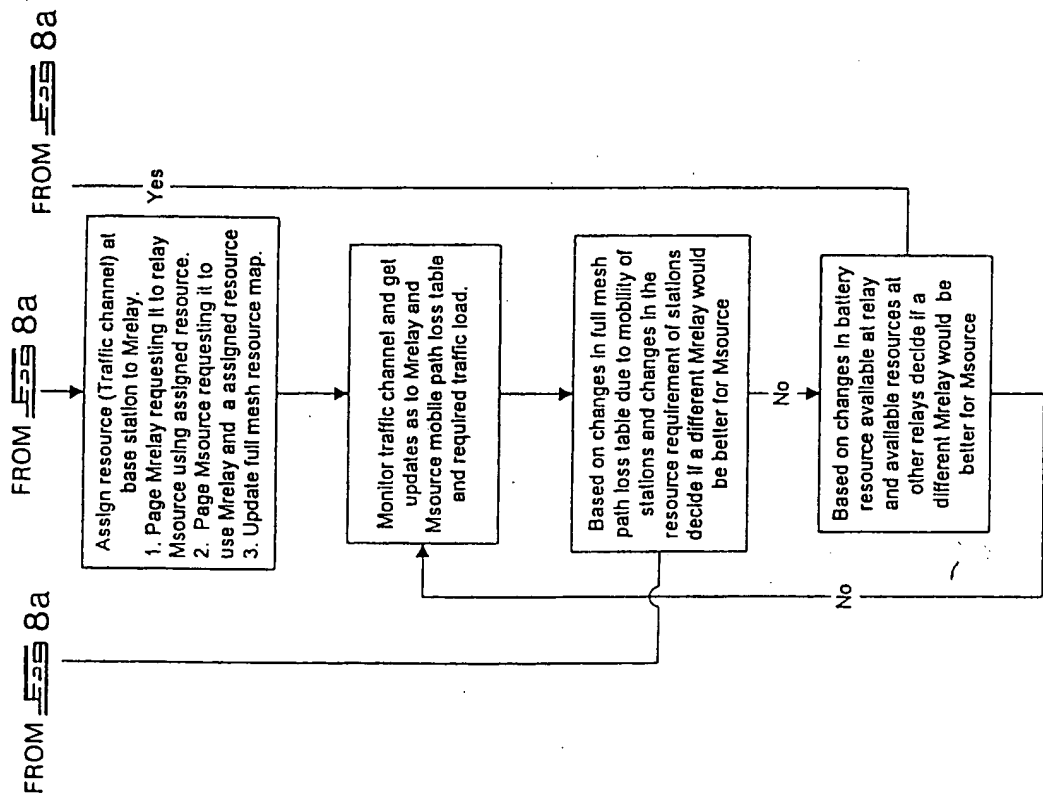 FROM Fig 8a
FROM Fig 8a
FROM Fig 8a
Assign resource (Traffic channel) at
base station to Mrelay.
1. Page Mrelay requesting it to relay
Msource using assigned resource.
2. Page Msource requesting it to
use Mrelay and a assigned resource
3. Update full mesh resource map.
Yes
Monitor traffic channel and get
updates as to Mrelay and
Msource mobile path loss table
and required traffic load.
Based on changes in full mesh
path loss table due to mobility of
stations and changes in the
resource requirement of stations
decide if a different Mrelay would
be better for Msource
No
Based on changes in battery
resource available at relay
and available resources at
other relays decide if a
different Mrelay would be
better for Msource
No